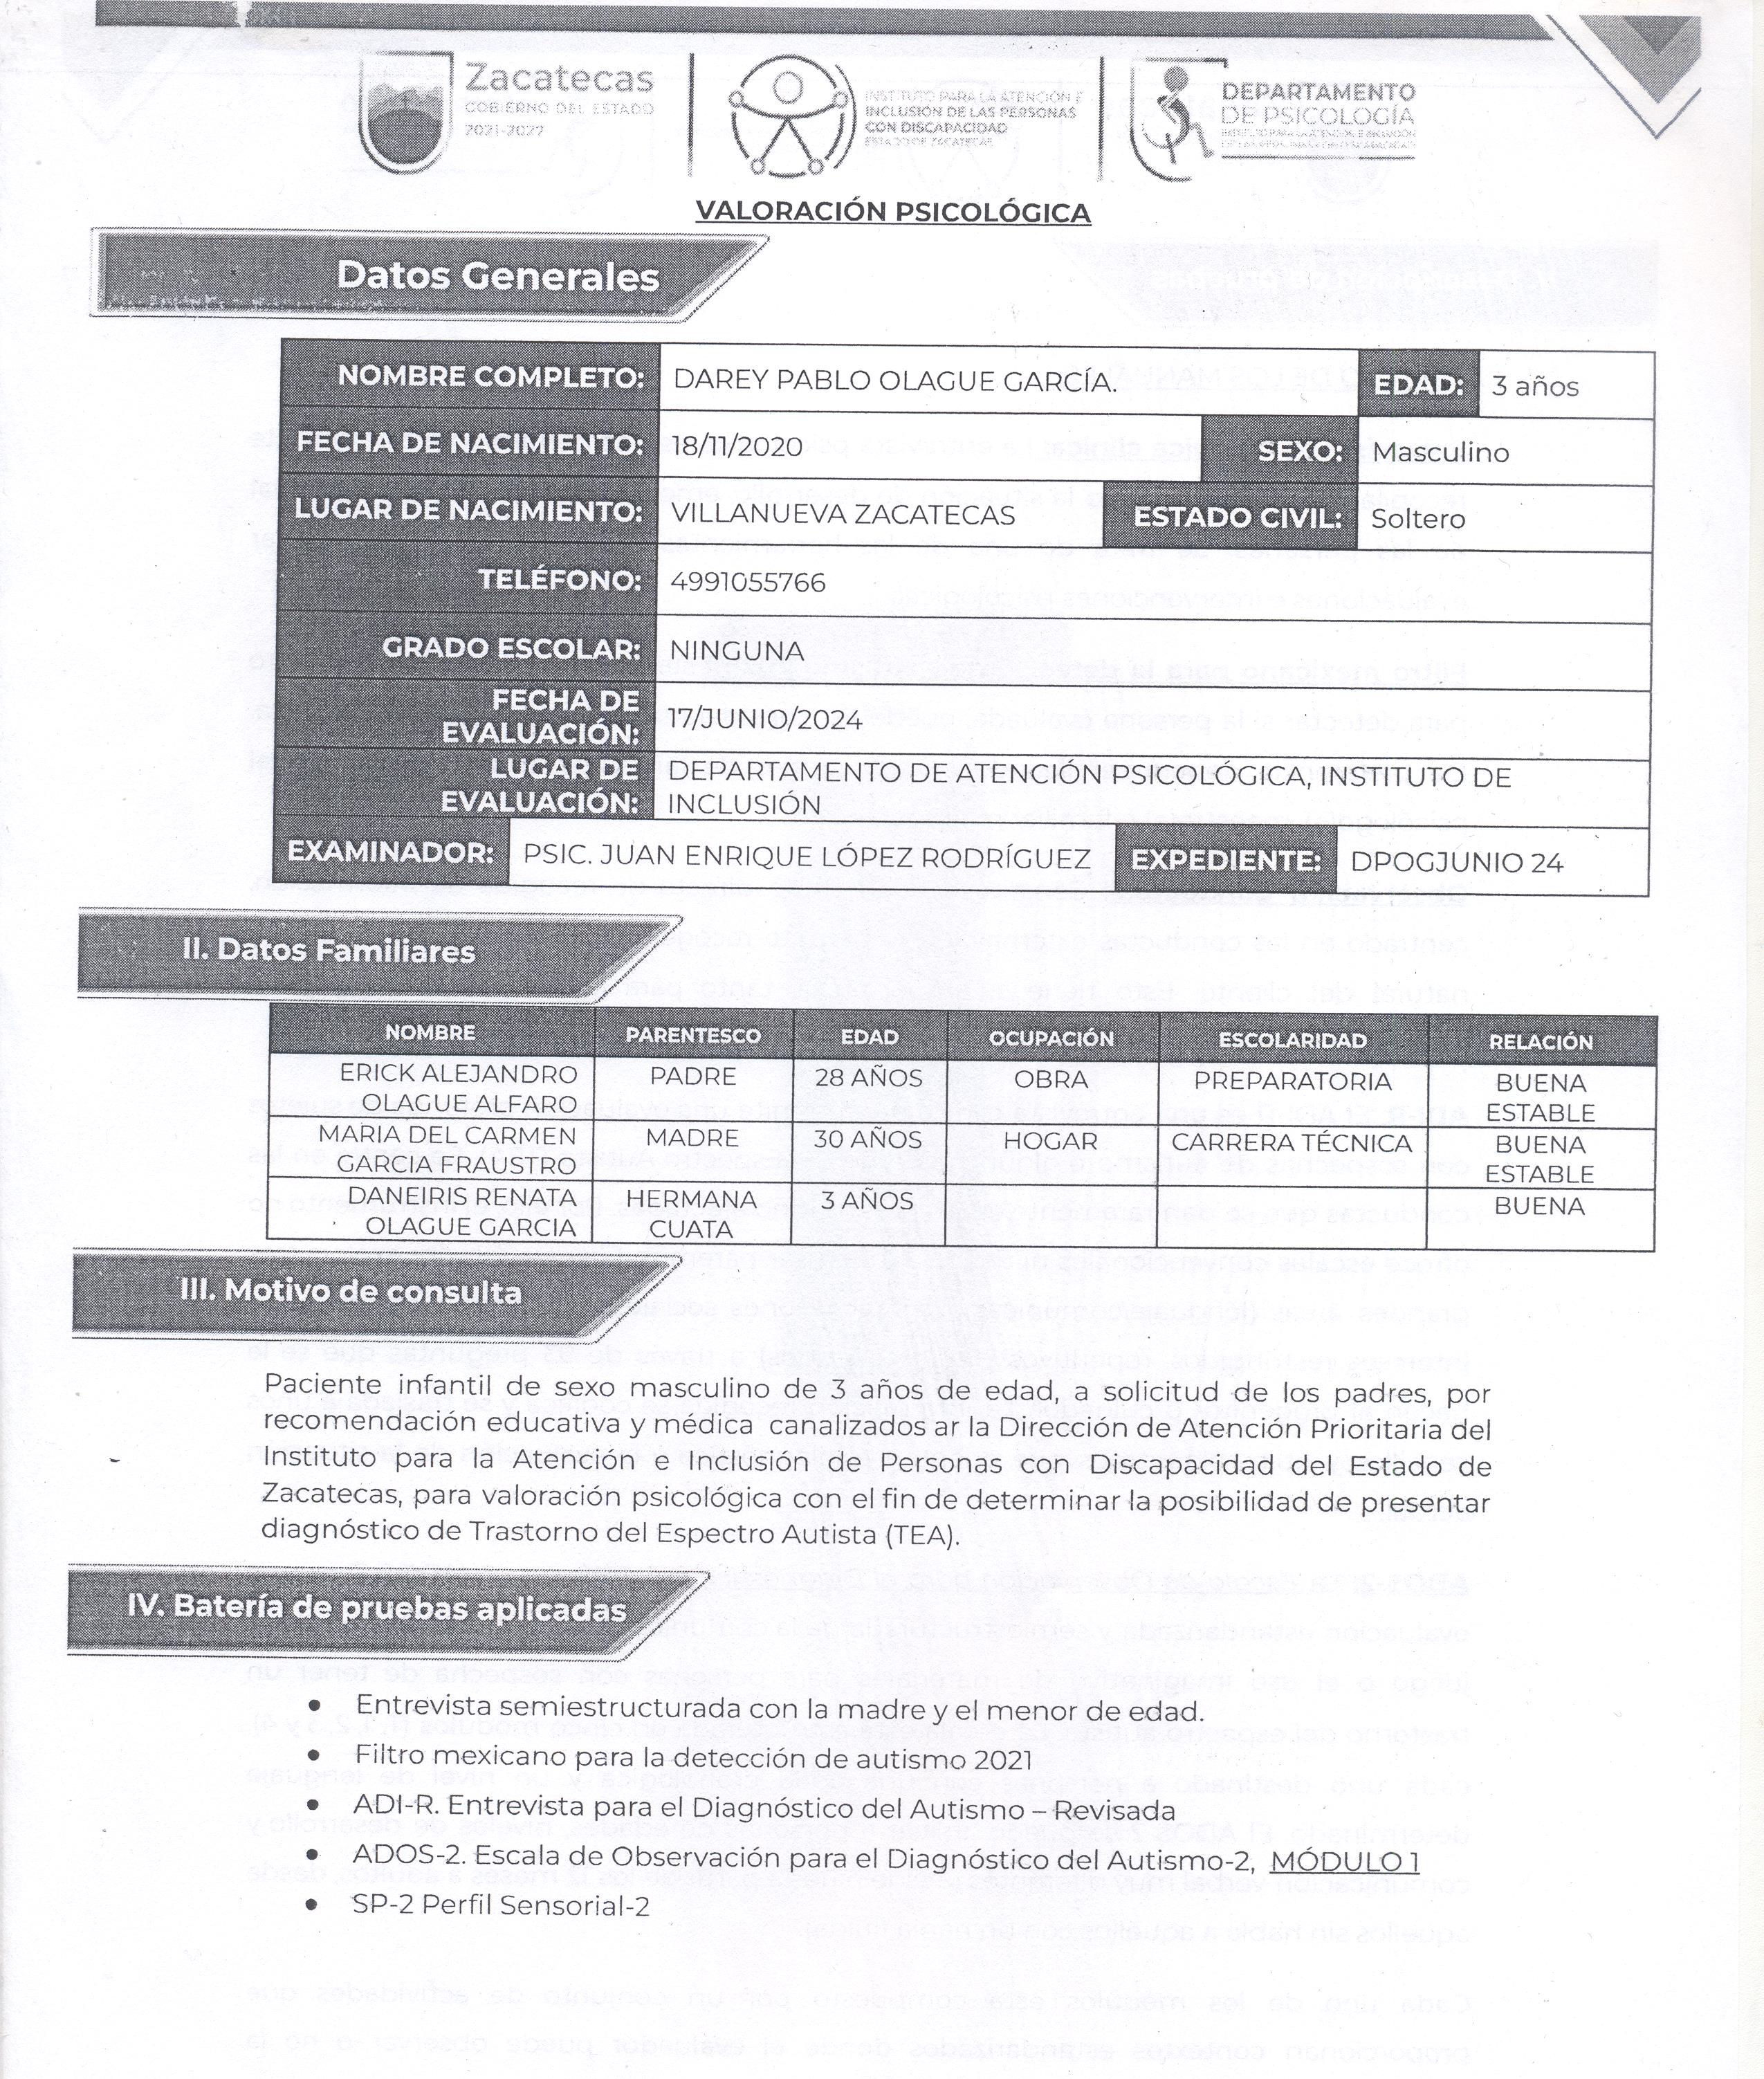 Zacatecas
GOBIERNO DEL ESTADO
2021-2027
INSTITUTO PARA LA ATENCIÓN E
INCLUSIÓN DE LAS PERSONAS
CON DISCAPACIDAD
ESTADO DE ZACATECAS
DEPARTAMENTO
DE PSICOLOGÍA
VALORACIÓN PSICOLÓGICA
Datos Generales
NOMBRE COMPLETO: DAREY PABLO OLAGUE GARCÍA. EDAD: 3 años
FECHA DE NACIMIENTO: 18/11/2020 SEXO: Masculino
LUGAR DE NACIMIENTO: VILLANUEVA ZACATECAS ESTADO CIVIL: Soltero
TELÉFONO: 4991055766
GRADO ESCOLAR: NINGUNA
FECHA DE
EVALUACIÓN: 17/JUNIO/2024
LUGAR DE DEPARTAMENTO DE ATENCIÓN PSICOLÓGICA, INSTITUTO DE
EVALUACIÓN: INCLUSIÓN
EXAMINADOR: PSIC. JUAN ENRIQUE LÓPEZ RODRÍGUEZ EXPEDIENTE: DPOGJUNIO 24
II. Datos Familiares
NOMBRE PARENTESCO EDAD OCUPACIÓN ESCOLARIDAD RELACIÓN
ERICK ALEJANDRO PADRE 28 AÑOS OBRA PREPARATORIA BUENA
OLAGUE ALFARO ESTABLE
MARIA DEL CARMEN MADRE 30 AÑOS HOGAR CARRERA TÉCNICA BUENA
GARCIA FRAUSTRO ESTABLE
DANEIRIS RENATA HERMANA 3 AÑOS BUENA
OLAGUE GARCIA CUATA
III. Motivo de consulta
Paciente infantil de sexo masculino de 3 años de edad, a solicitud de los padres, por
recomendación educativa y médica canalizados ar la Dirección de Atención Prioritaria del
Instituto para la Atención e Inclusión de Personas con Discapacidad del Estado de
Zacatecas, para valoración psicológica con el fin de determinar la posibilidad de presentar
diagnóstico de Trastorno del Espectro Autista (TEA).
IV. Batería de pruebas aplicadas
• Entrevista semiestructurada con la madre y el menor de edad.
• Filtro mexicano para la detección de autismo 2021
• ADI-R. Entrevista para el Diagnóstico del Autismo – Revisada
• ADOS-2. Escala de Observación para el Diagnóstico del Autismo-2, MÓDULO 1
• SP-2 Perfil Sensorial-2